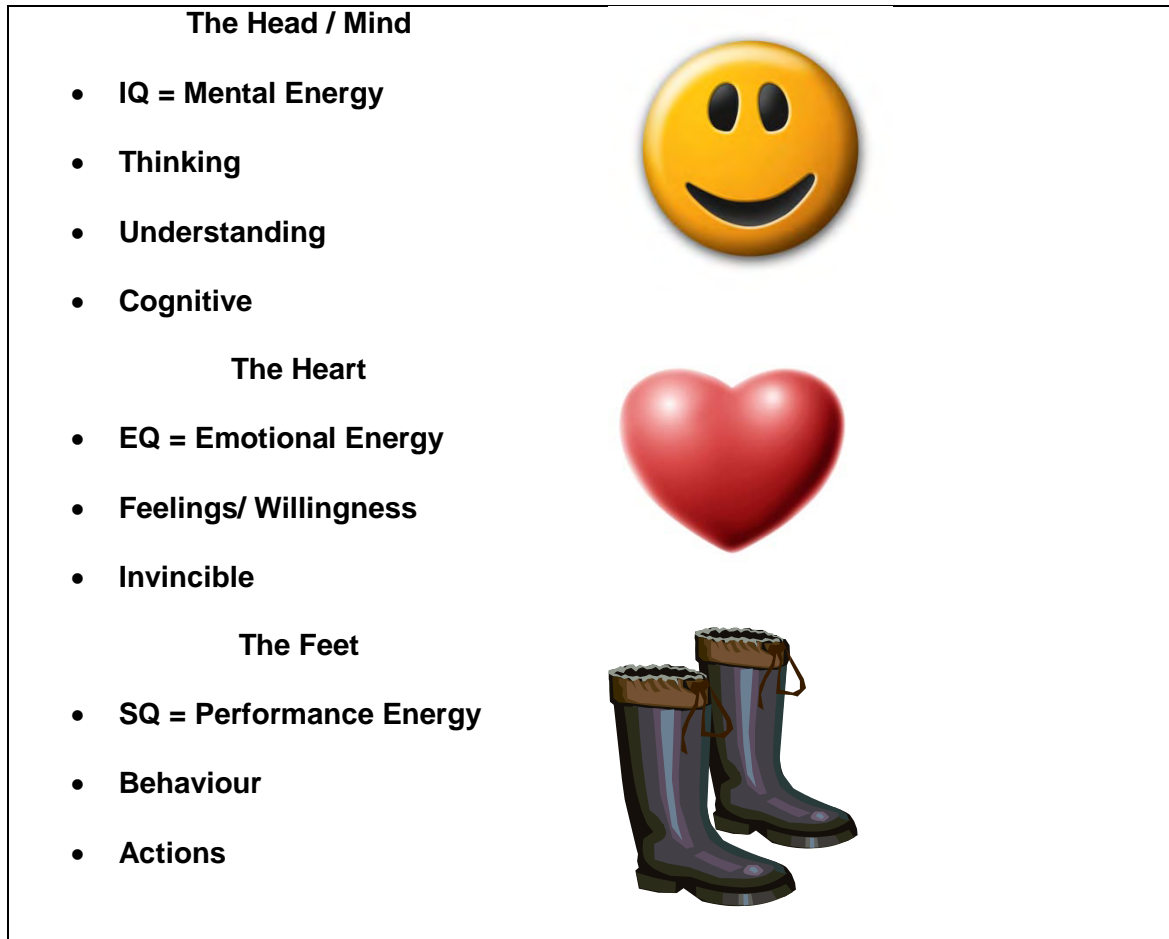 The Head / Mind
• IQ = Mental Energy
• Thinking
• Understanding
• Cognitive
The Heart
• EQ = Emotional Energy
• Feelings/ Willingness
• Invincible
The Feet
• SQ = Performance Energy
• Behaviour
• Actions